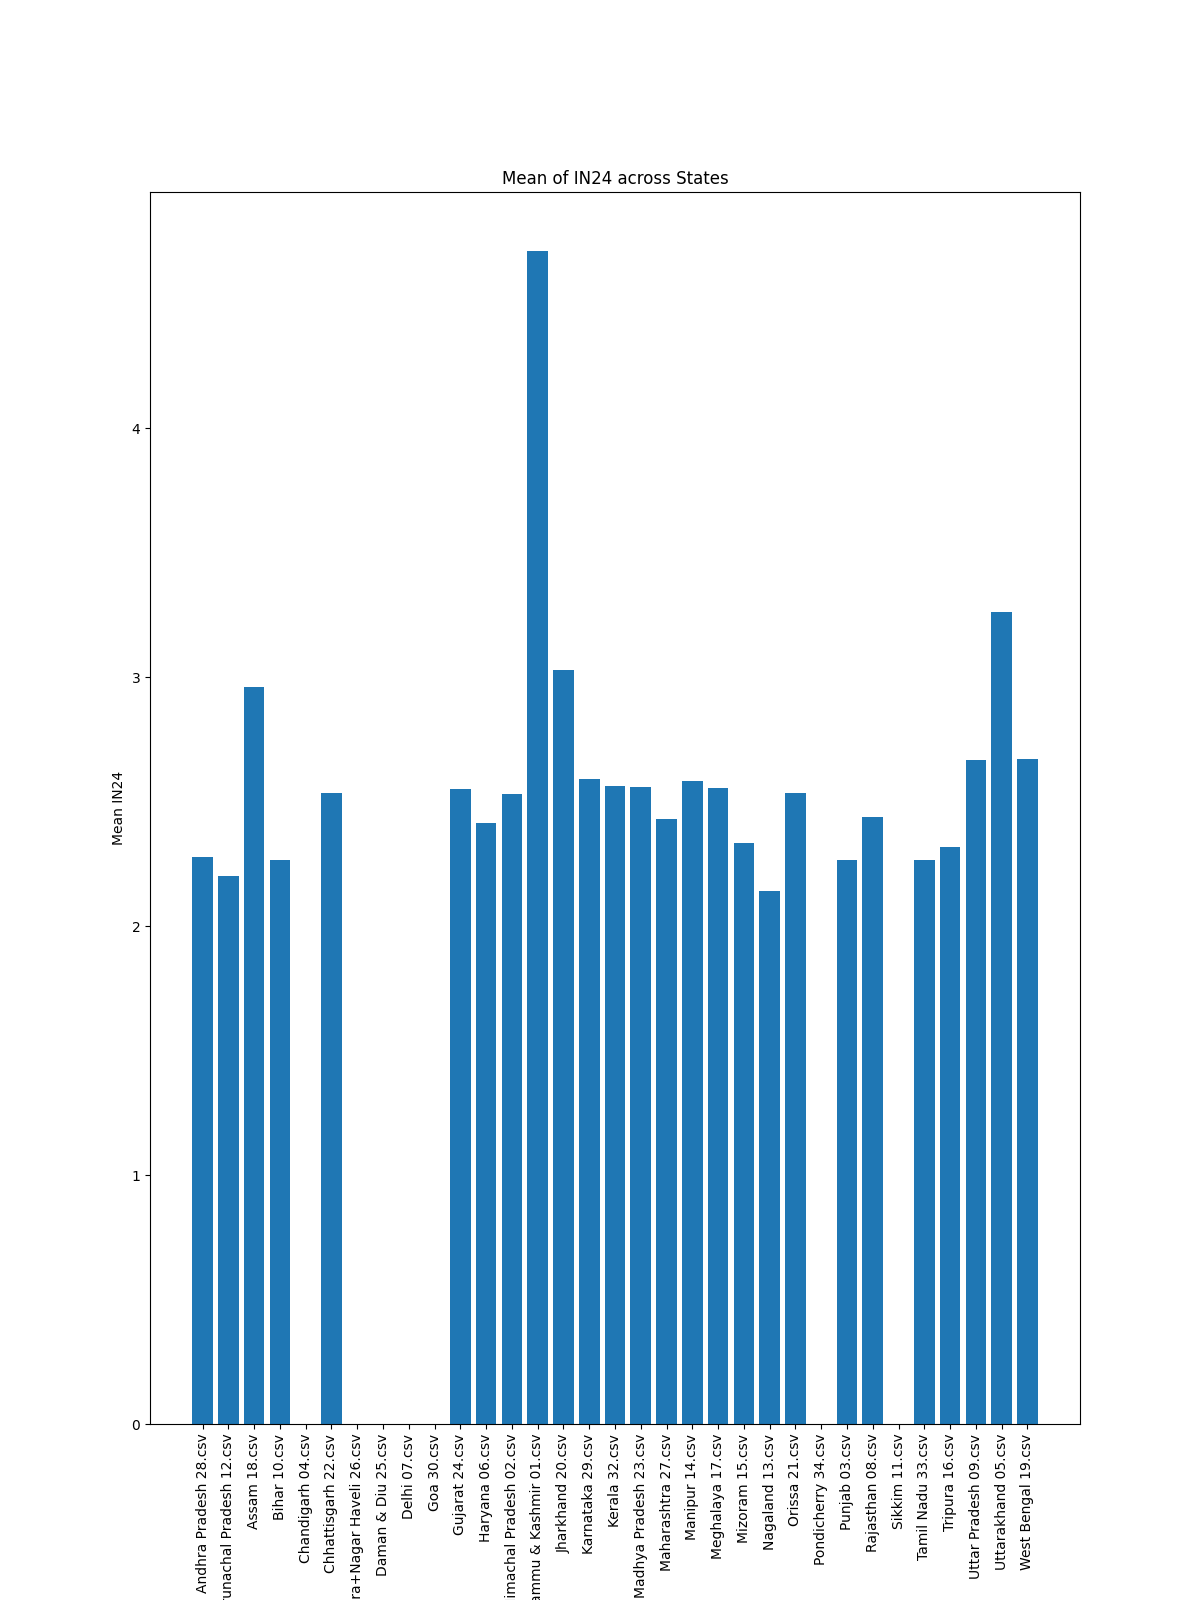 Mean of IN24 across States
Mean IN24
4
3
2
1
0
Andhra Pradesh 28.csv
unachal Pradesh 12.csv
Assam 18.csv
Bihar 10.csv
Chandigarh 04.csv
Chhattisgarh 22.csv
ra+Nagar Haveli 26.csv
Daman & Diu 25.csv
Delhi 07.csv
Goa 30.csv
Gujarat 24.csv
Haryana 06.csv
imachal Pradesh 02.csv
ammu & Kashmir 01.csv
Jharkhand 20.csv
Karnataka 29.csv
Kerala 32.csv
Madhya Pradesh 23.csv
Maharashtra 27.csv
Manipur 14.csv
Meghalaya 17.csv
Mizoram 15.csv
Nagaland 13.csv
Orissa 21.csv
Pondicherry 34.csv
Punjab 03.csv
Rajasthan 08.csv
Sikkim 11.csv
Tamil Nadu 33.csv
Tripura 16.csv
Uttar Pradesh 09.csv
Uttarakhand 05.csv
West Bengal 19.csv